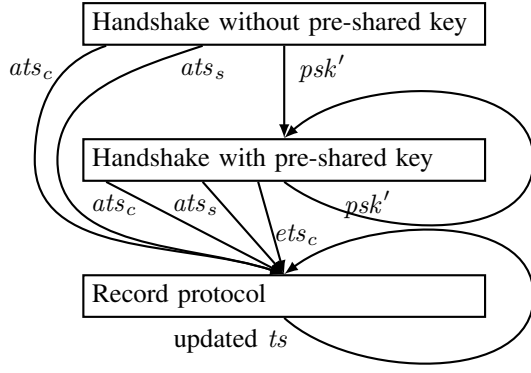 Handshake without pre-shared key
ats_c ats_s psk′
Handshake with pre-shared key
ats_c ats_s psk′
ets_c
Record protocol
updated ts